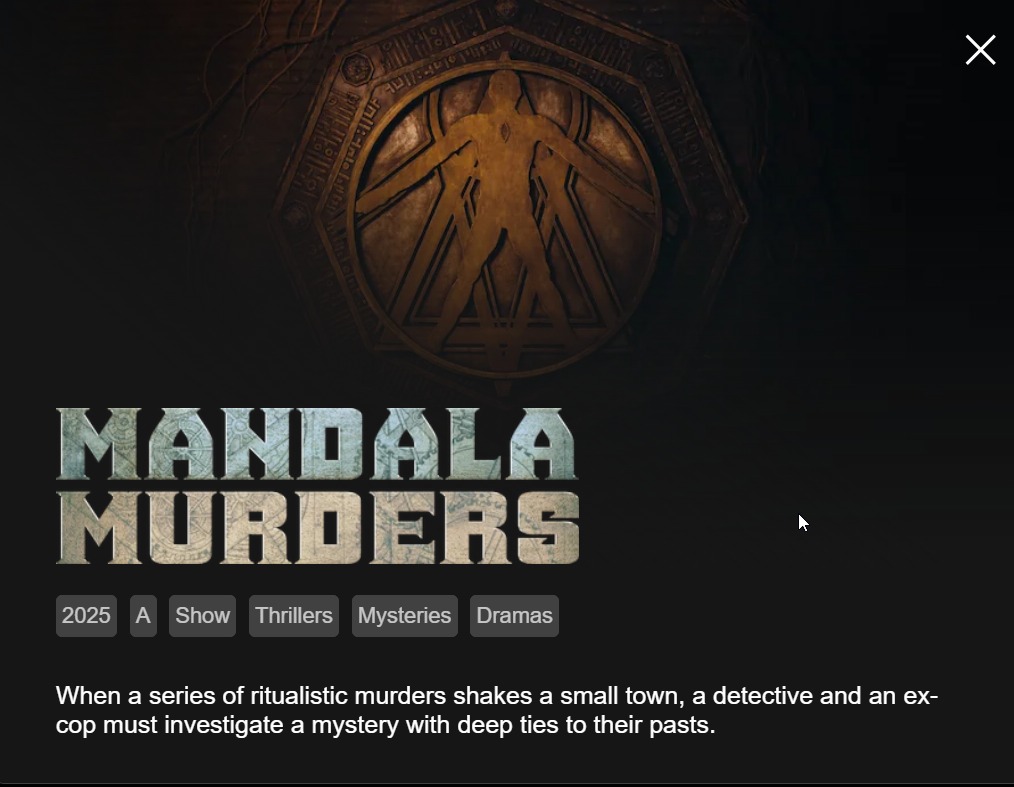 MANDALA
MURDERS
2025 A Show Thrillers Mysteries Dramas
When a series of ritualistic murders shakes a small town, a detective and an ex-
cop must investigate a mystery with deep ties to their pasts.